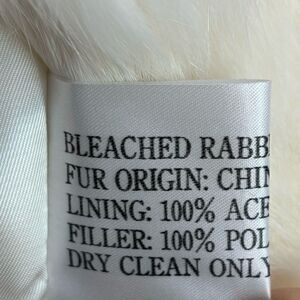 BLEACHED RABB
FUR ORIGIN: CHIN
LINING: 100% ACE
FILLER: 100% POL
DRY CLEAN ONLY